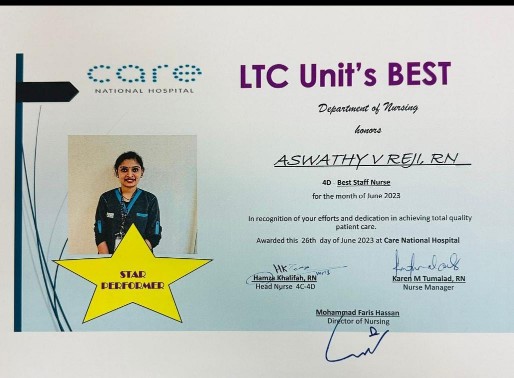 care
NATIONAL HOSPITAL
LTC Unit's BEST
Department of Nursing
honors
ASWATHY V REJI, RN
4D - Best Staff Nurse
for the month of June 2023
In recognition of your efforts and dedication in achieving total quality
patient care.
Awarded this 26th day of June 2023 at Care National Hospital
STAR
PERFORMER
Hamza Khalifah, RN
Head Nurse 4C-4D
Karen M Tumalad, RN
Nurse Manager
Mohammad Faris Hassan
Director of Nursing